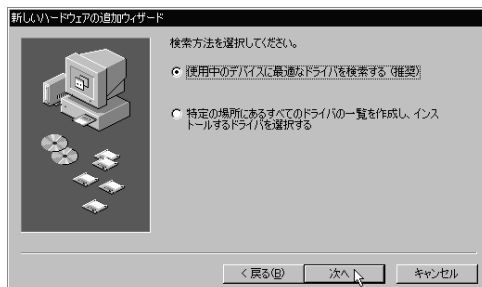 新しいハードウェアの追加ウィザード
検索方法を選択してください。
使用中のデバイスに最適なドライバを検索する (推奨)
特定の場所にあるすべてのドライバの一覧を作成し、インス
トールするドライバを選択する
< 戻る(B)
次へ
キャンセル